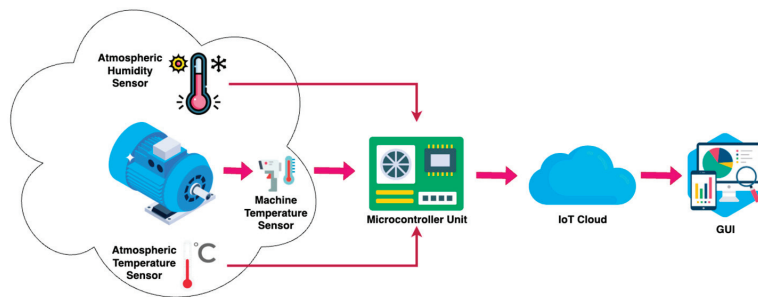 Atmospheric
Humidity
Sensor
Machine
Temperature
Sensor
Atmospheric
Temperature
Sensor
°C
Microcontroller Unit
IoT Cloud
GUI